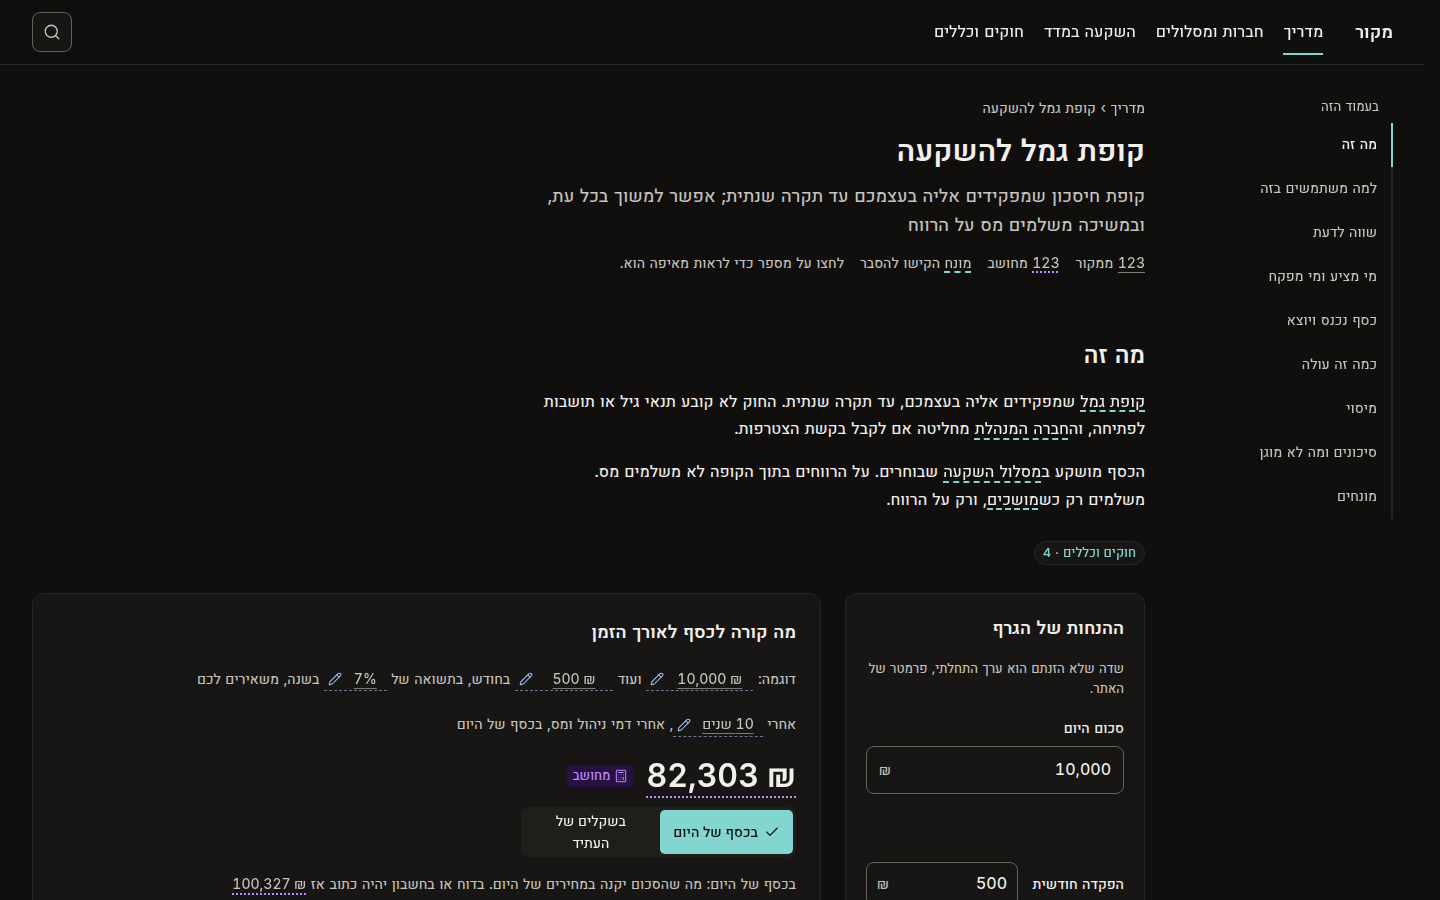 מקור
מדריך
חברות ומסלולים
השקעה במדד
חוקים וכללים
בעמוד הזה
מה זה
למה משתמשים בזה
שווה לדעת
מי מציע ומי מפקח
כסף נכנס ויוצא
כמה זה עולה
מיסוי
סיכונים ומה לא מוגן
מונחים
מדריך › קופת גמל להשקעה
קופת גמל להשקעה
קופת חיסכון שמפקידים אליה בעצמכם עד תקרה שנתית; אפשר למשוך בכל עת,
ובמשיכה משלמים מס על הרווח
123 ממקור 123 מחושב מונח הקישו להסבר לחצו על מספר כדי לראות מאיפה הוא.
מה זה
קופת גמל שמפקידים אליה בעצמכם, עד תקרה שנתית. החוק לא קובע תנאי גיל או תושבות
לפתיחה, והחברה המנהלת מחליטה אם לקבל בקשת הצטרפות.
הכסף מושקע במסלול השקעה שבוחרים. על הרווחים בתוך הקופה לא משלמים מס.
משלמים רק כשמושכים, ורק על הרווח.
חוקים וכללים · 4
ההנחות של הגרף
שדה שלא הזנתם הוא ערך התחלתי, פרמטר של
האתר.
סכום היום
10,000 ₪
הפקדה חודשית 500 ₪
מה קורה לכסף לאורך הזמן
דוגמה: 10,000 ₪ ועוד 500 ₪ בחודש, בתשואה של 7% בשנה, משאירים לכם
אחרי 10 שנים, אחרי דמי ניהול ומס, בכסף של היום
82,303 ₪ מחושב
בכסף של היום
בשקלים של
העתיד
בכסף של היום: מה שהסכום יקנה במחירים של היום. בדוח או בחשבון יהיה כתוב אז 100,327 ₪